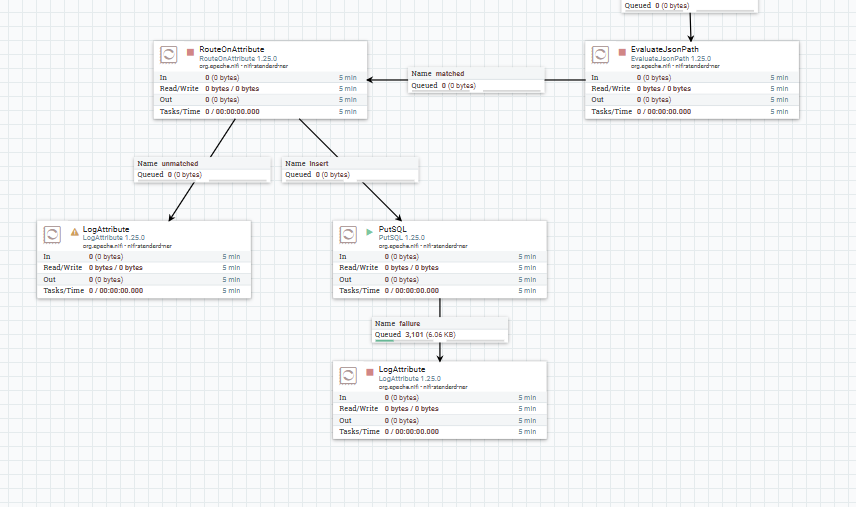 Queued 0 (0 bytes)
RouteOnAttribute
RouteOnAttribute 1.25.0
org.apache.nifi - nifi-standard-nar
In 0 (0 bytes) 5 min
Read/Write 0 bytes / 0 bytes 5 min
Out 0 (0 bytes) 5 min
Tasks/Time 0 / 00:00:00.000 5 min
Name matched
Queued 0 (0 bytes)
EvaluateJsonPath
EvaluateJsonPath 1.25.0
org.apache.nifi - nifi-standard-nar
In 0 (0 bytes) 5 min
Read/Write 0 bytes / 0 bytes 5 min
Out 0 (0 bytes) 5 min
Tasks/Time 0 / 00:00:00.000 5 min
Name unmatched
Queued 0 (0 bytes)
Name insert
Queued 0 (0 bytes)
LogAttribute
LogAttribute 1.25.0
org.apache.nifi - nifi-standard-nar
In 0 (0 bytes) 5 min
Read/Write 0 bytes / 0 bytes 5 min
Out 0 (0 bytes) 5 min
Tasks/Time 0 / 00:00:00.000 5 min
PutSQL
PutSQL 1.25.0
org.apache.nifi - nifi-standard-nar
In 0 (0 bytes) 5 min
Read/Write 0 bytes / 0 bytes 5 min
Out 0 (0 bytes) 5 min
Tasks/Time 0 / 00:00:00.000 5 min
Name failure
Queued 3,101 (6.06 KB)
LogAttribute
LogAttribute 1.25.0
org.apache.nifi - nifi-standard-nar
In 0 (0 bytes) 5 min
Read/Write 0 bytes / 0 bytes 5 min
Out 0 (0 bytes) 5 min
Tasks/Time 0 / 00:00:00.000 5 min